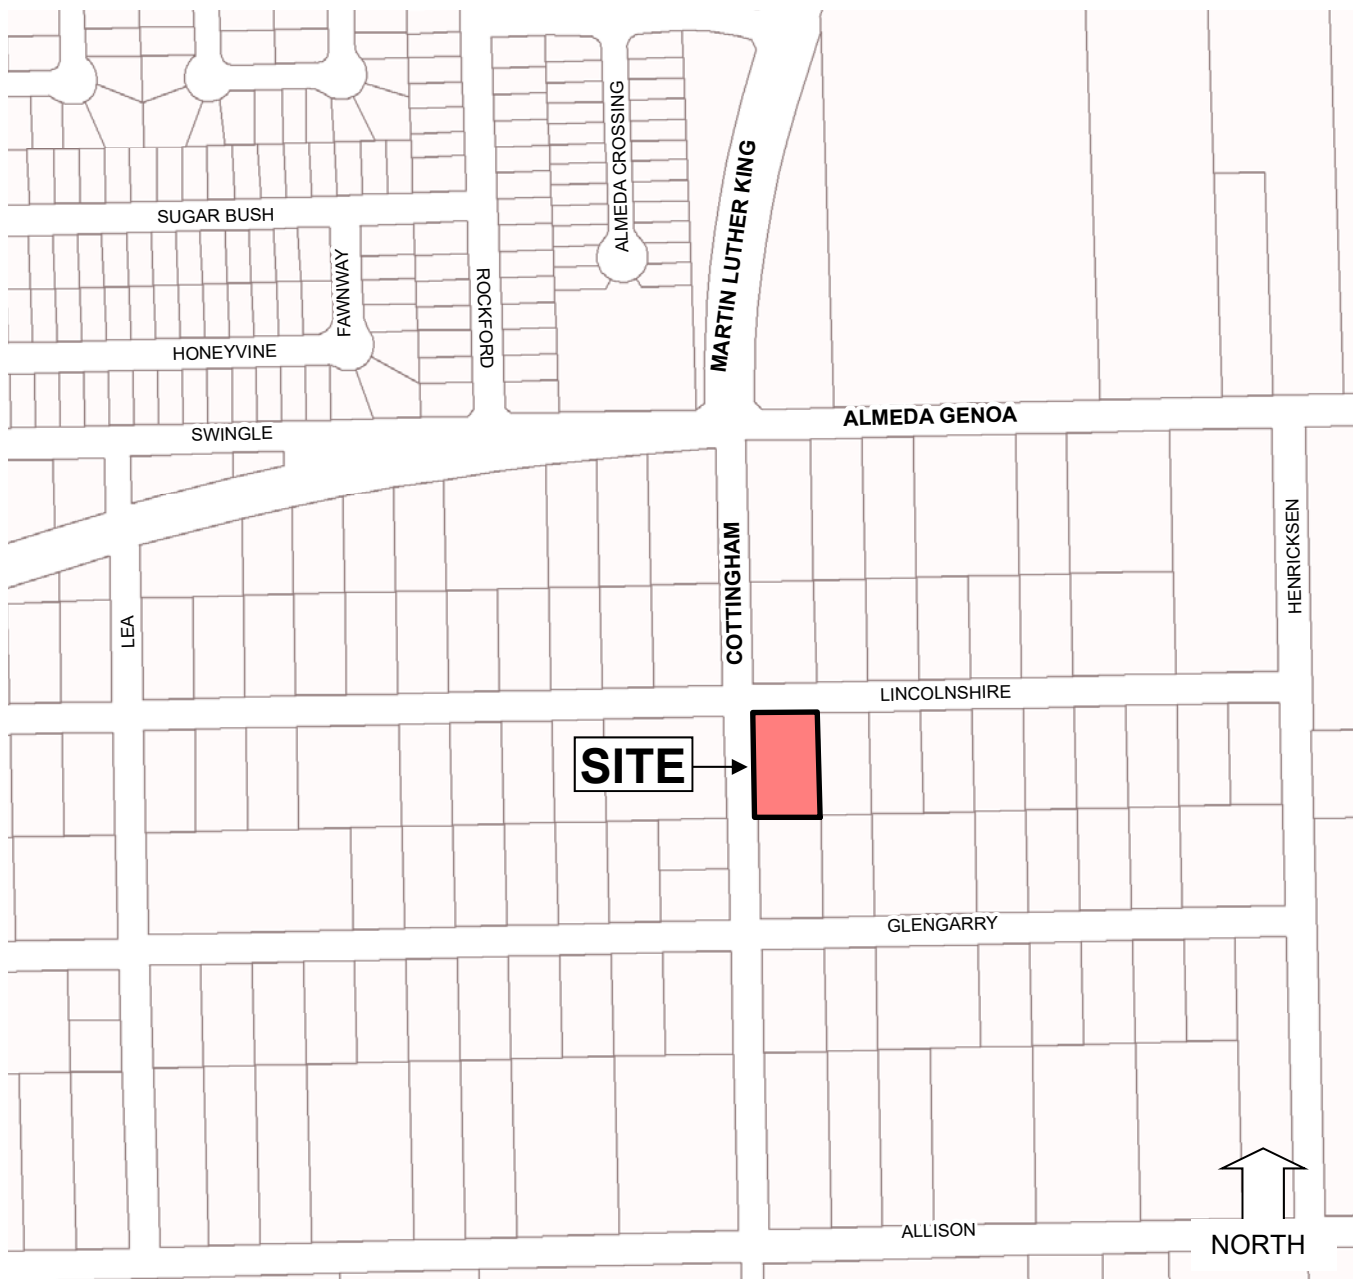 ALMEDA CROSSING
MARTIN LUTHER KING
SUGAR BUSH
FAWNWAY
ROCKFORD
HONEYVINE
ALMEDA GENOA
SWINGLE
HENRICKSEN
COTTINGHAM
LEA
LINCOLNSHIRE
SITE
GLENGARRY
ALLISON
NORTH